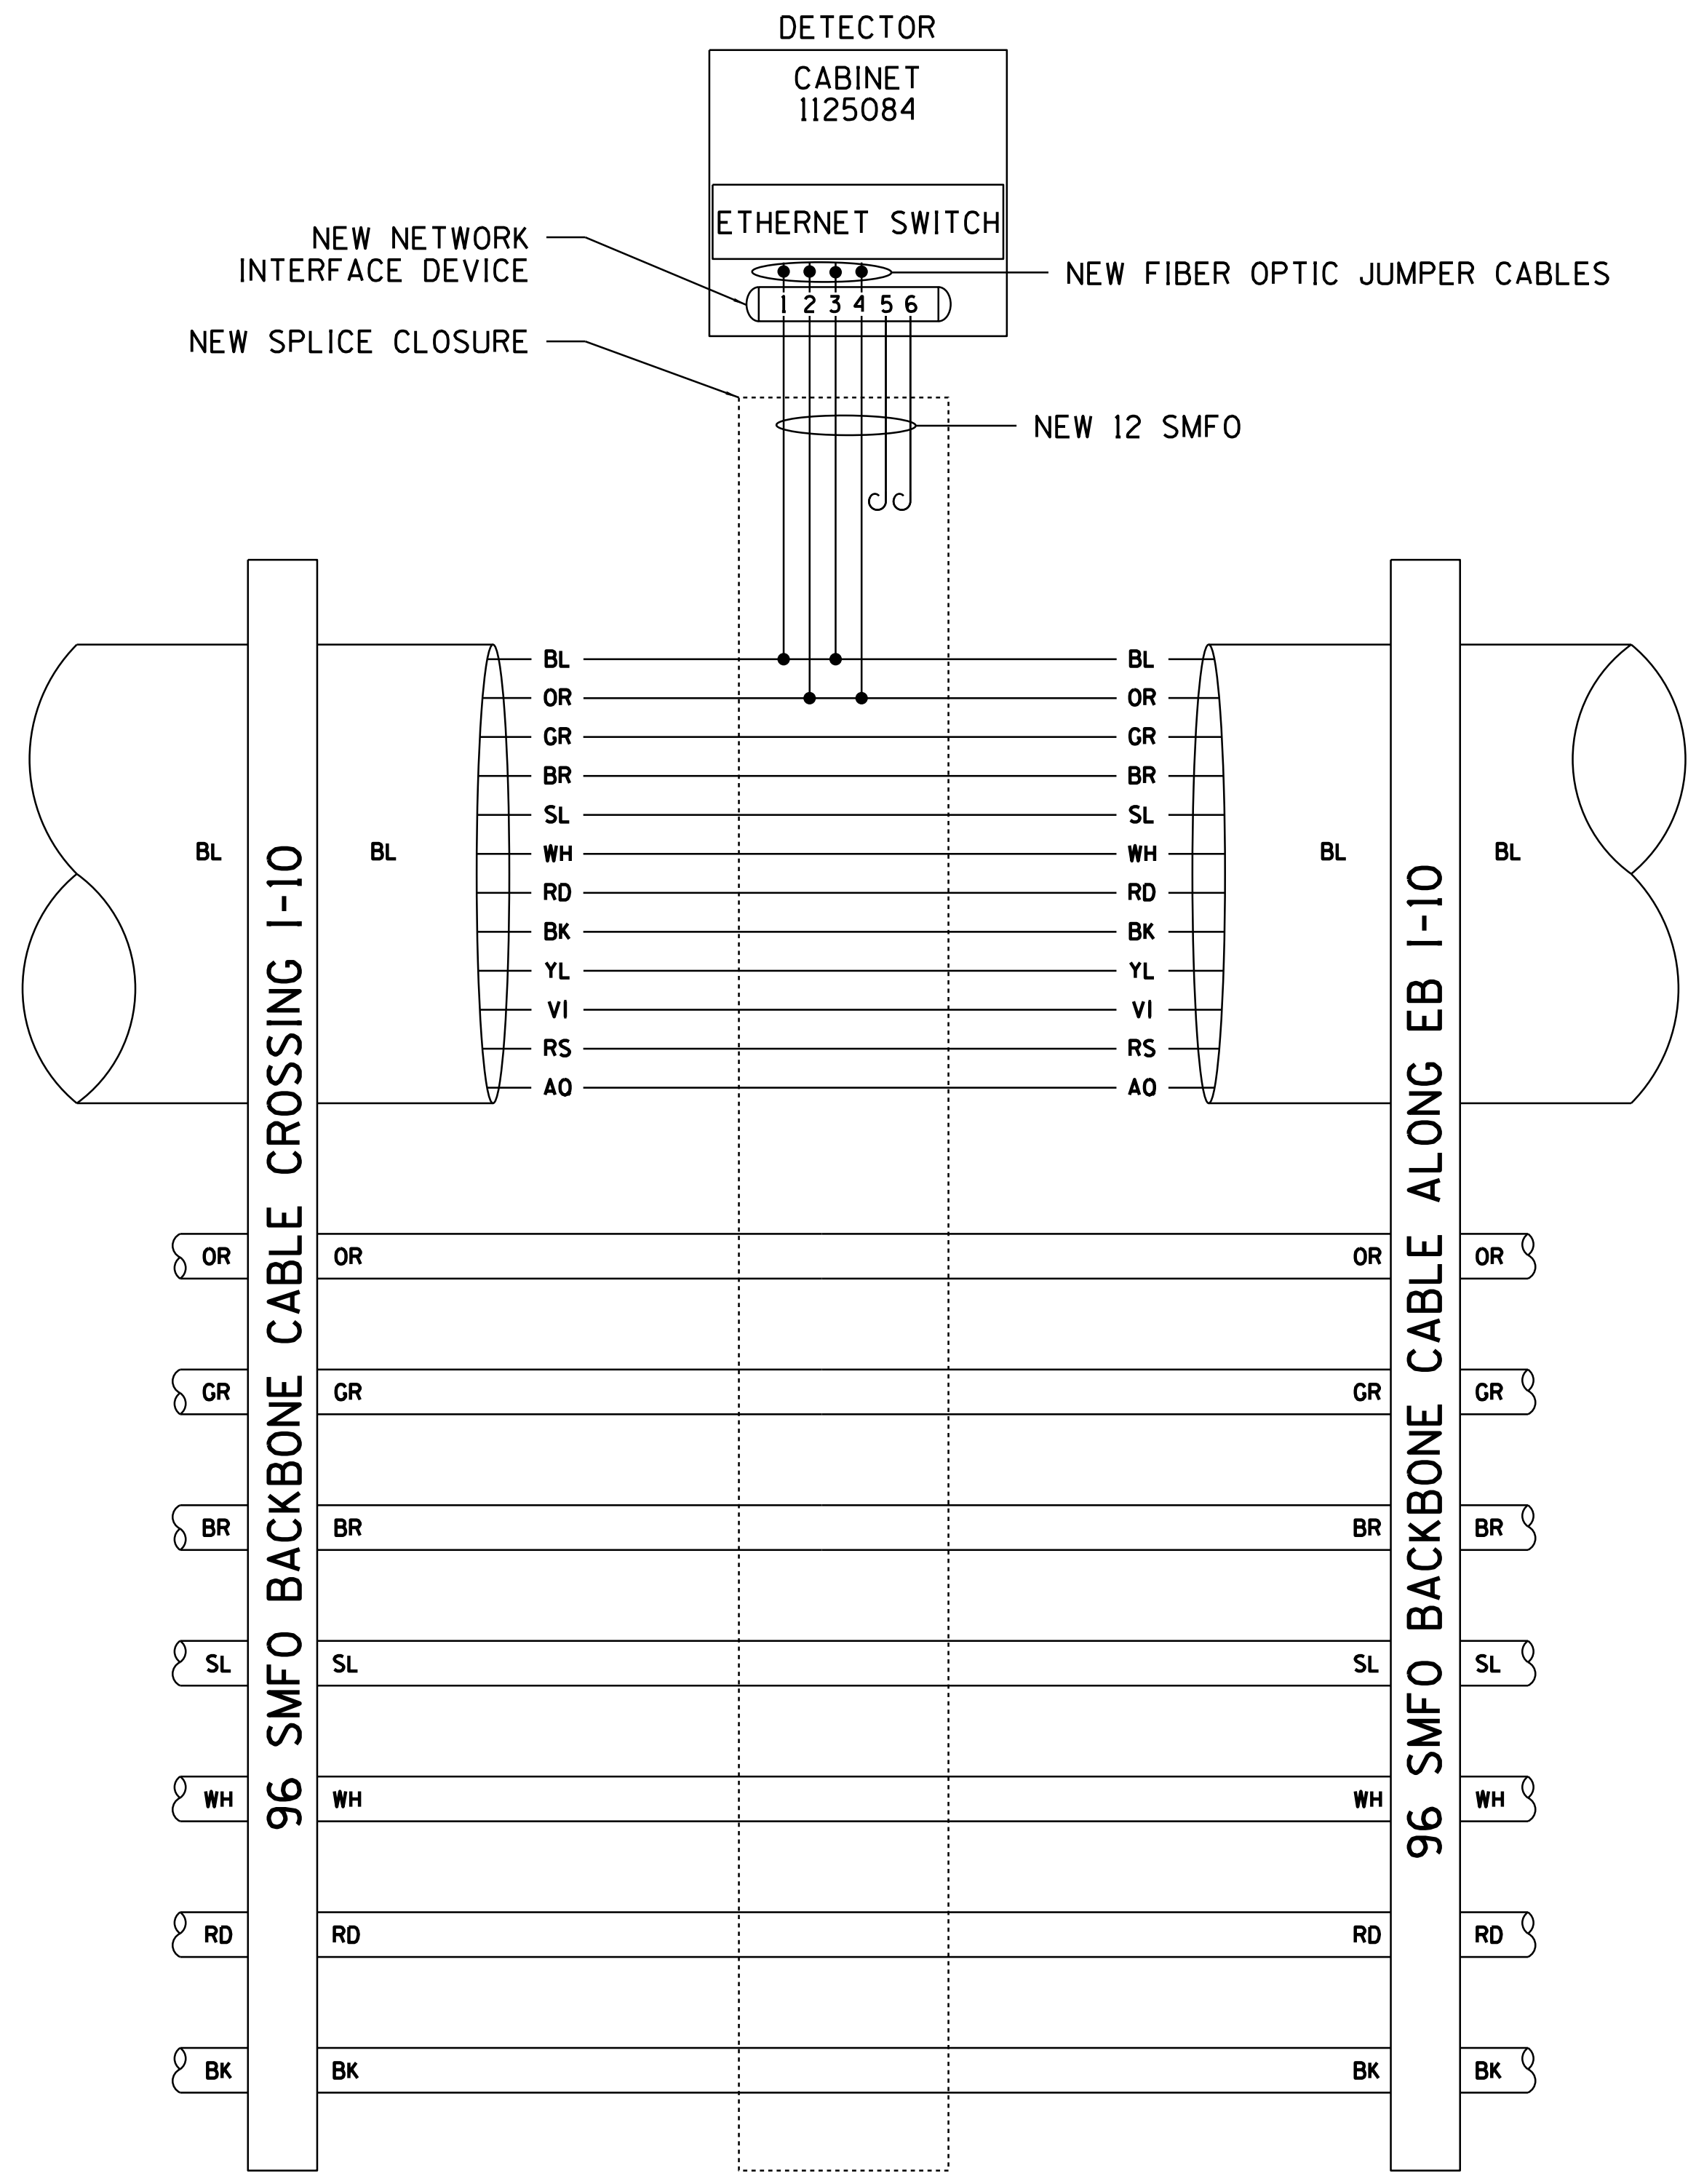 DETECTOR
CABINET
1125084
ETHERNET SWITCH
NEW NETWORK
INTERFACE DEVICE
NEW FIBER OPTIC JUMPER CABLES
1 2 3 4 5 6
NEW SPLICE CLOSURE
NEW 12 SMFO
BL BL
OR OR
GR GR
BR BR
SL SL
WH WH
BL BL BL BL
RD RD
BK BK
YL YL
VI VI
RS RS
AQ AQ
96 SMFO BACKBONE CABLE CROSSING I-10
96 SMFO BACKBONE CABLE ALONG EB I-10
OR OR OR OR
GR GR GR GR
BR BR BR BR
SL SL SL SL
WH WH WH WH
RD RD RD RD
BK BK BK BK